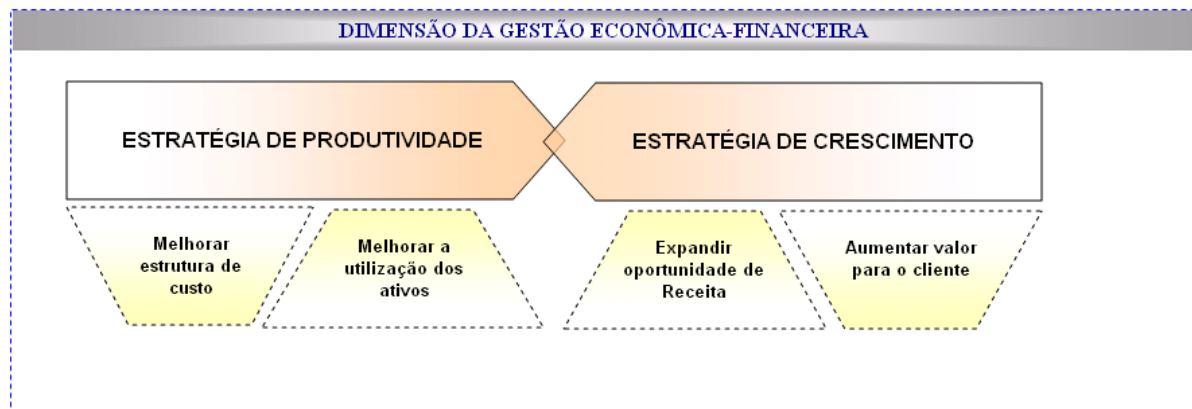 DIMENSÃO DA GESTÃO ECONÔMICA-FINANCEIRA
ESTRATÉGIA DE PRODUTIVIDADE
ESTRATÉGIA DE CRESCIMENTO
Melhorar
estrutura de
custo
Melhorar a
utilização dos
ativos
Expandir
oportunidade de
Receita
Aumentar valor
para o cliente